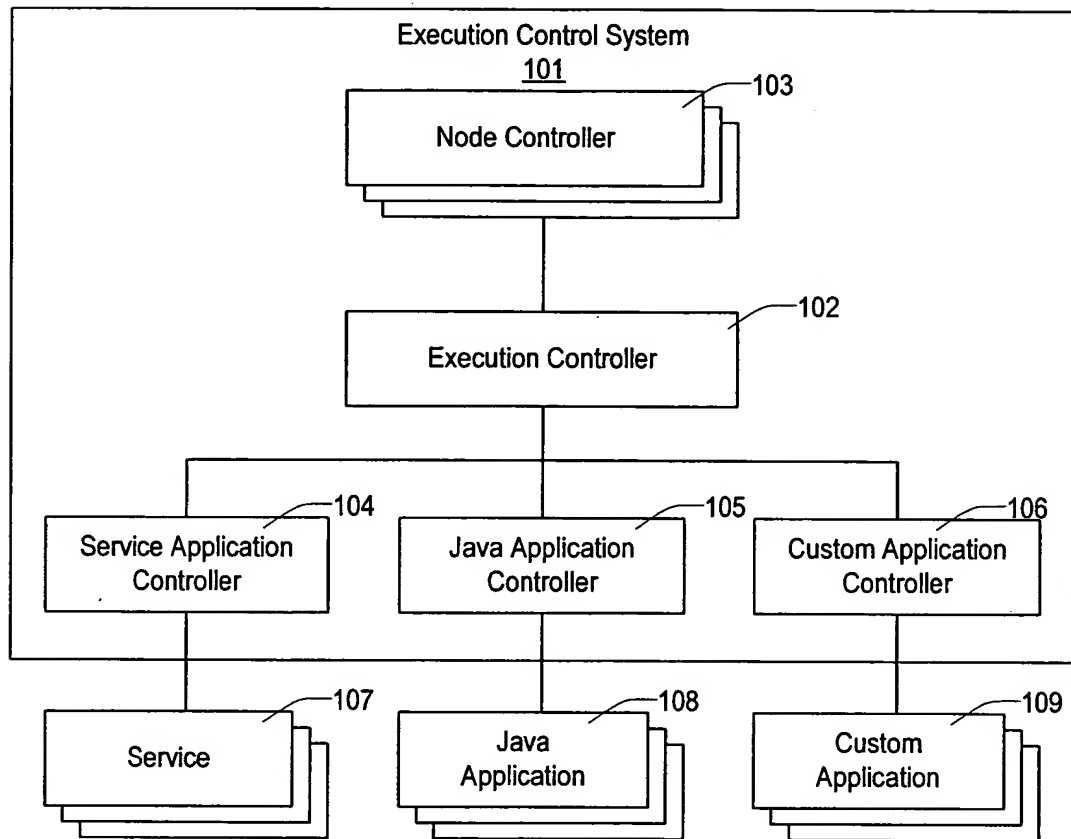 Execution Control System
101
103
Node Controller
102
Execution Controller
104
Service Application
Controller
105
Java Application
Controller
106
Custom Application
Controller
107
Service
108
Java
Application
109
Custom
Application